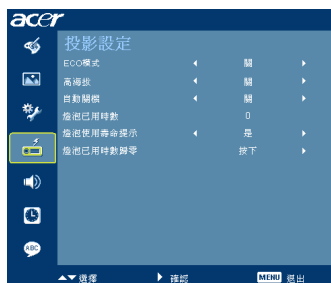 acer
投影設定
ECO模式 關
高海拔 關
自動關機 關
燈泡已用時數 0
燈泡使用壽命提示 是
燈泡已用時數歸零 按下
ABC
選擇 確認 MENU 退出